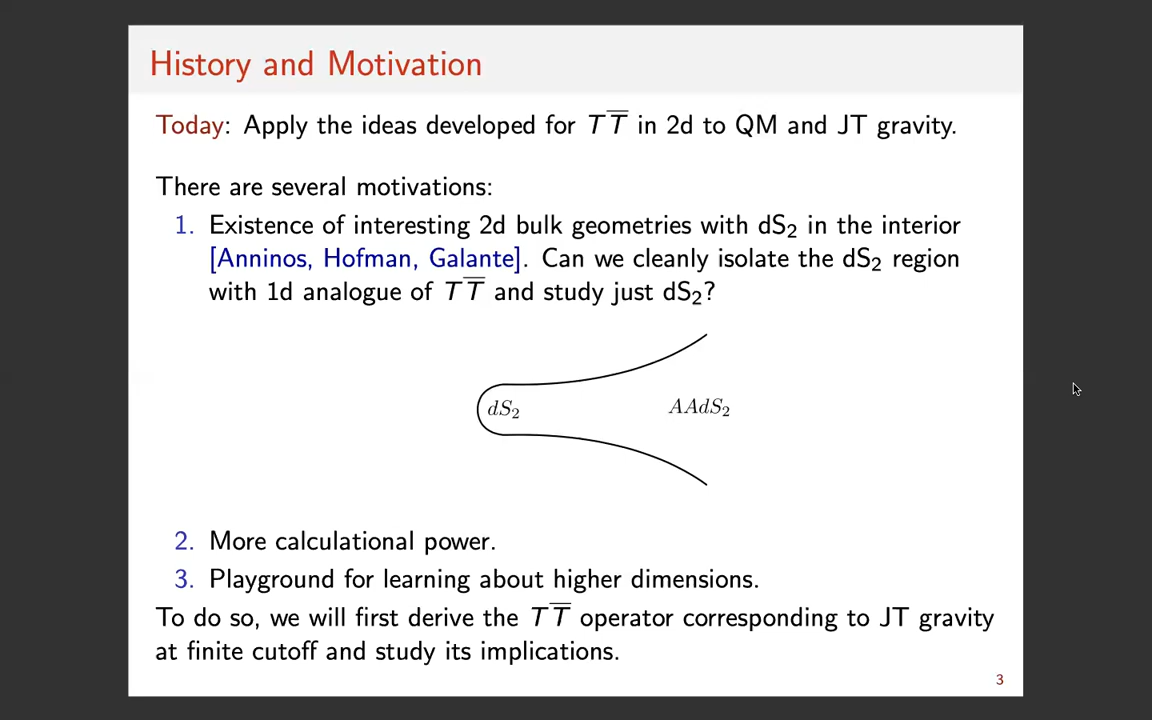 History and Motivation
Today: Apply the ideas developed for T\overline{T} in 2d to QM and JT gravity.
There are several motivations:
1. Existence of interesting 2d bulk geometries with dS₂ in the interior
[Anninos, Hofman, Galante]. Can we cleanly isolate the dS₂ region
with 1d analogue of T\overline{T} and study just dS₂?
dS₂
AAdS₂
2. More calculational power.
3. Playground for learning about higher dimensions.
To do so, we will first derive the T\overline{T} operator corresponding to JT gravity
at finite cutoff and study its implications.
3